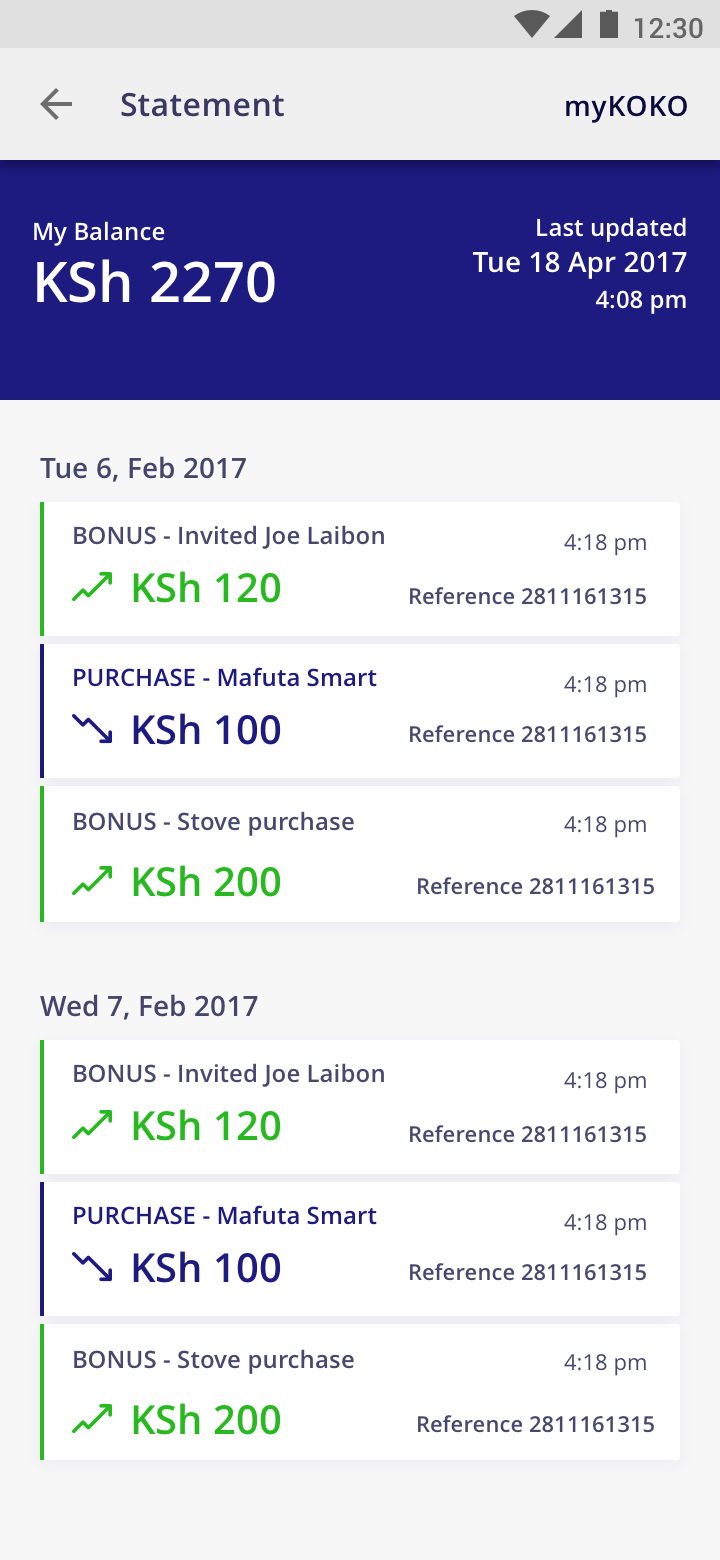 12:30
Statement
myKOKO
My Balance
KSh 2270
Last updated
Tue 18 Apr 2017
4:08 pm
Tue 6, Feb 2017
BONUS - Invited Joe Laibon
4:18 pm
KSh 120
Reference 2811161315
PURCHASE - Mafuta Smart
4:18 pm
KSh 100
Reference 2811161315
BONUS - Stove purchase
4:18 pm
KSh 200
Reference 2811161315
Wed 7, Feb 2017
BONUS - Invited Joe Laibon
4:18 pm
KSh 120
Reference 2811161315
PURCHASE - Mafuta Smart
4:18 pm
KSh 100
Reference 2811161315
BONUS - Stove purchase
4:18 pm
KSh 200
Reference 2811161315